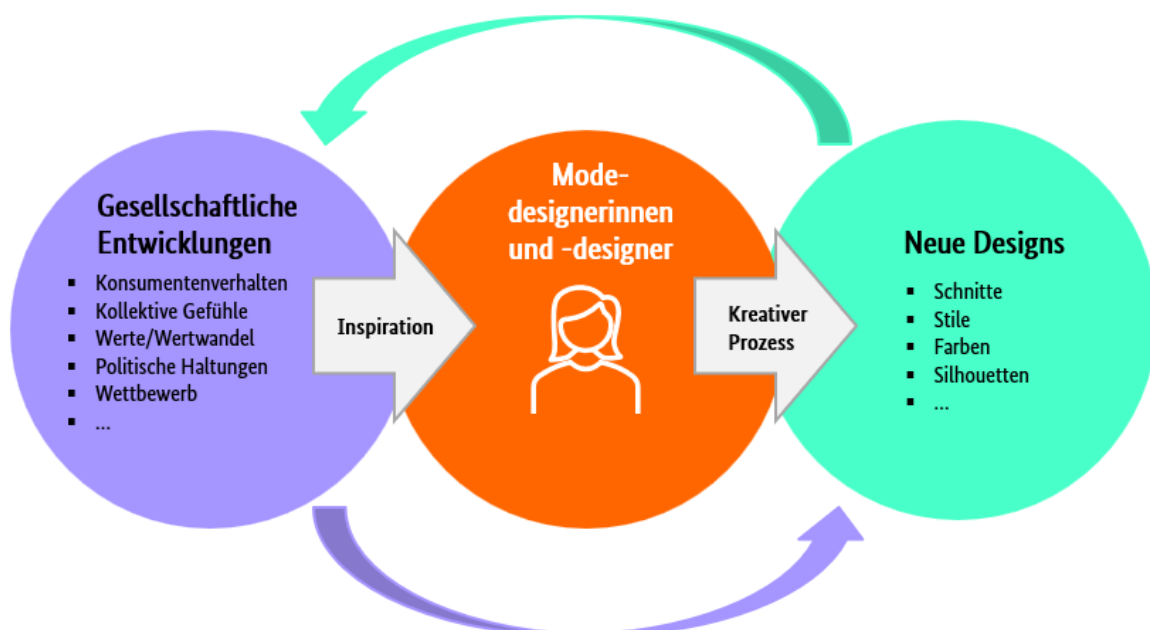 Gesellschaftliche
Entwicklungen
▪ Konsumentenverhalten
▪ Kollektive Gefühle
▪ Werte/Wertwandel
▪ Politische Haltungen
▪ Wettbewerb
▪ ...
Inspiration
Mode-
designerinnen
und -designer
Kreativer
Prozess
Neue Designs
▪ Schnitte
▪ Stile
▪ Farben
▪ Silhouetten
▪ ...